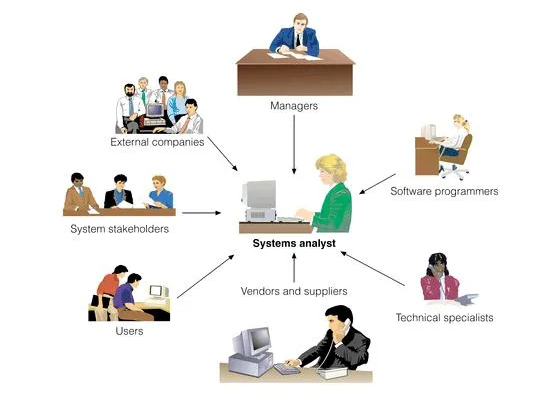 Managers
External companies
Software programmers
System stakeholders
Systems analyst
Vendors and suppliers
Technical specialists
Users